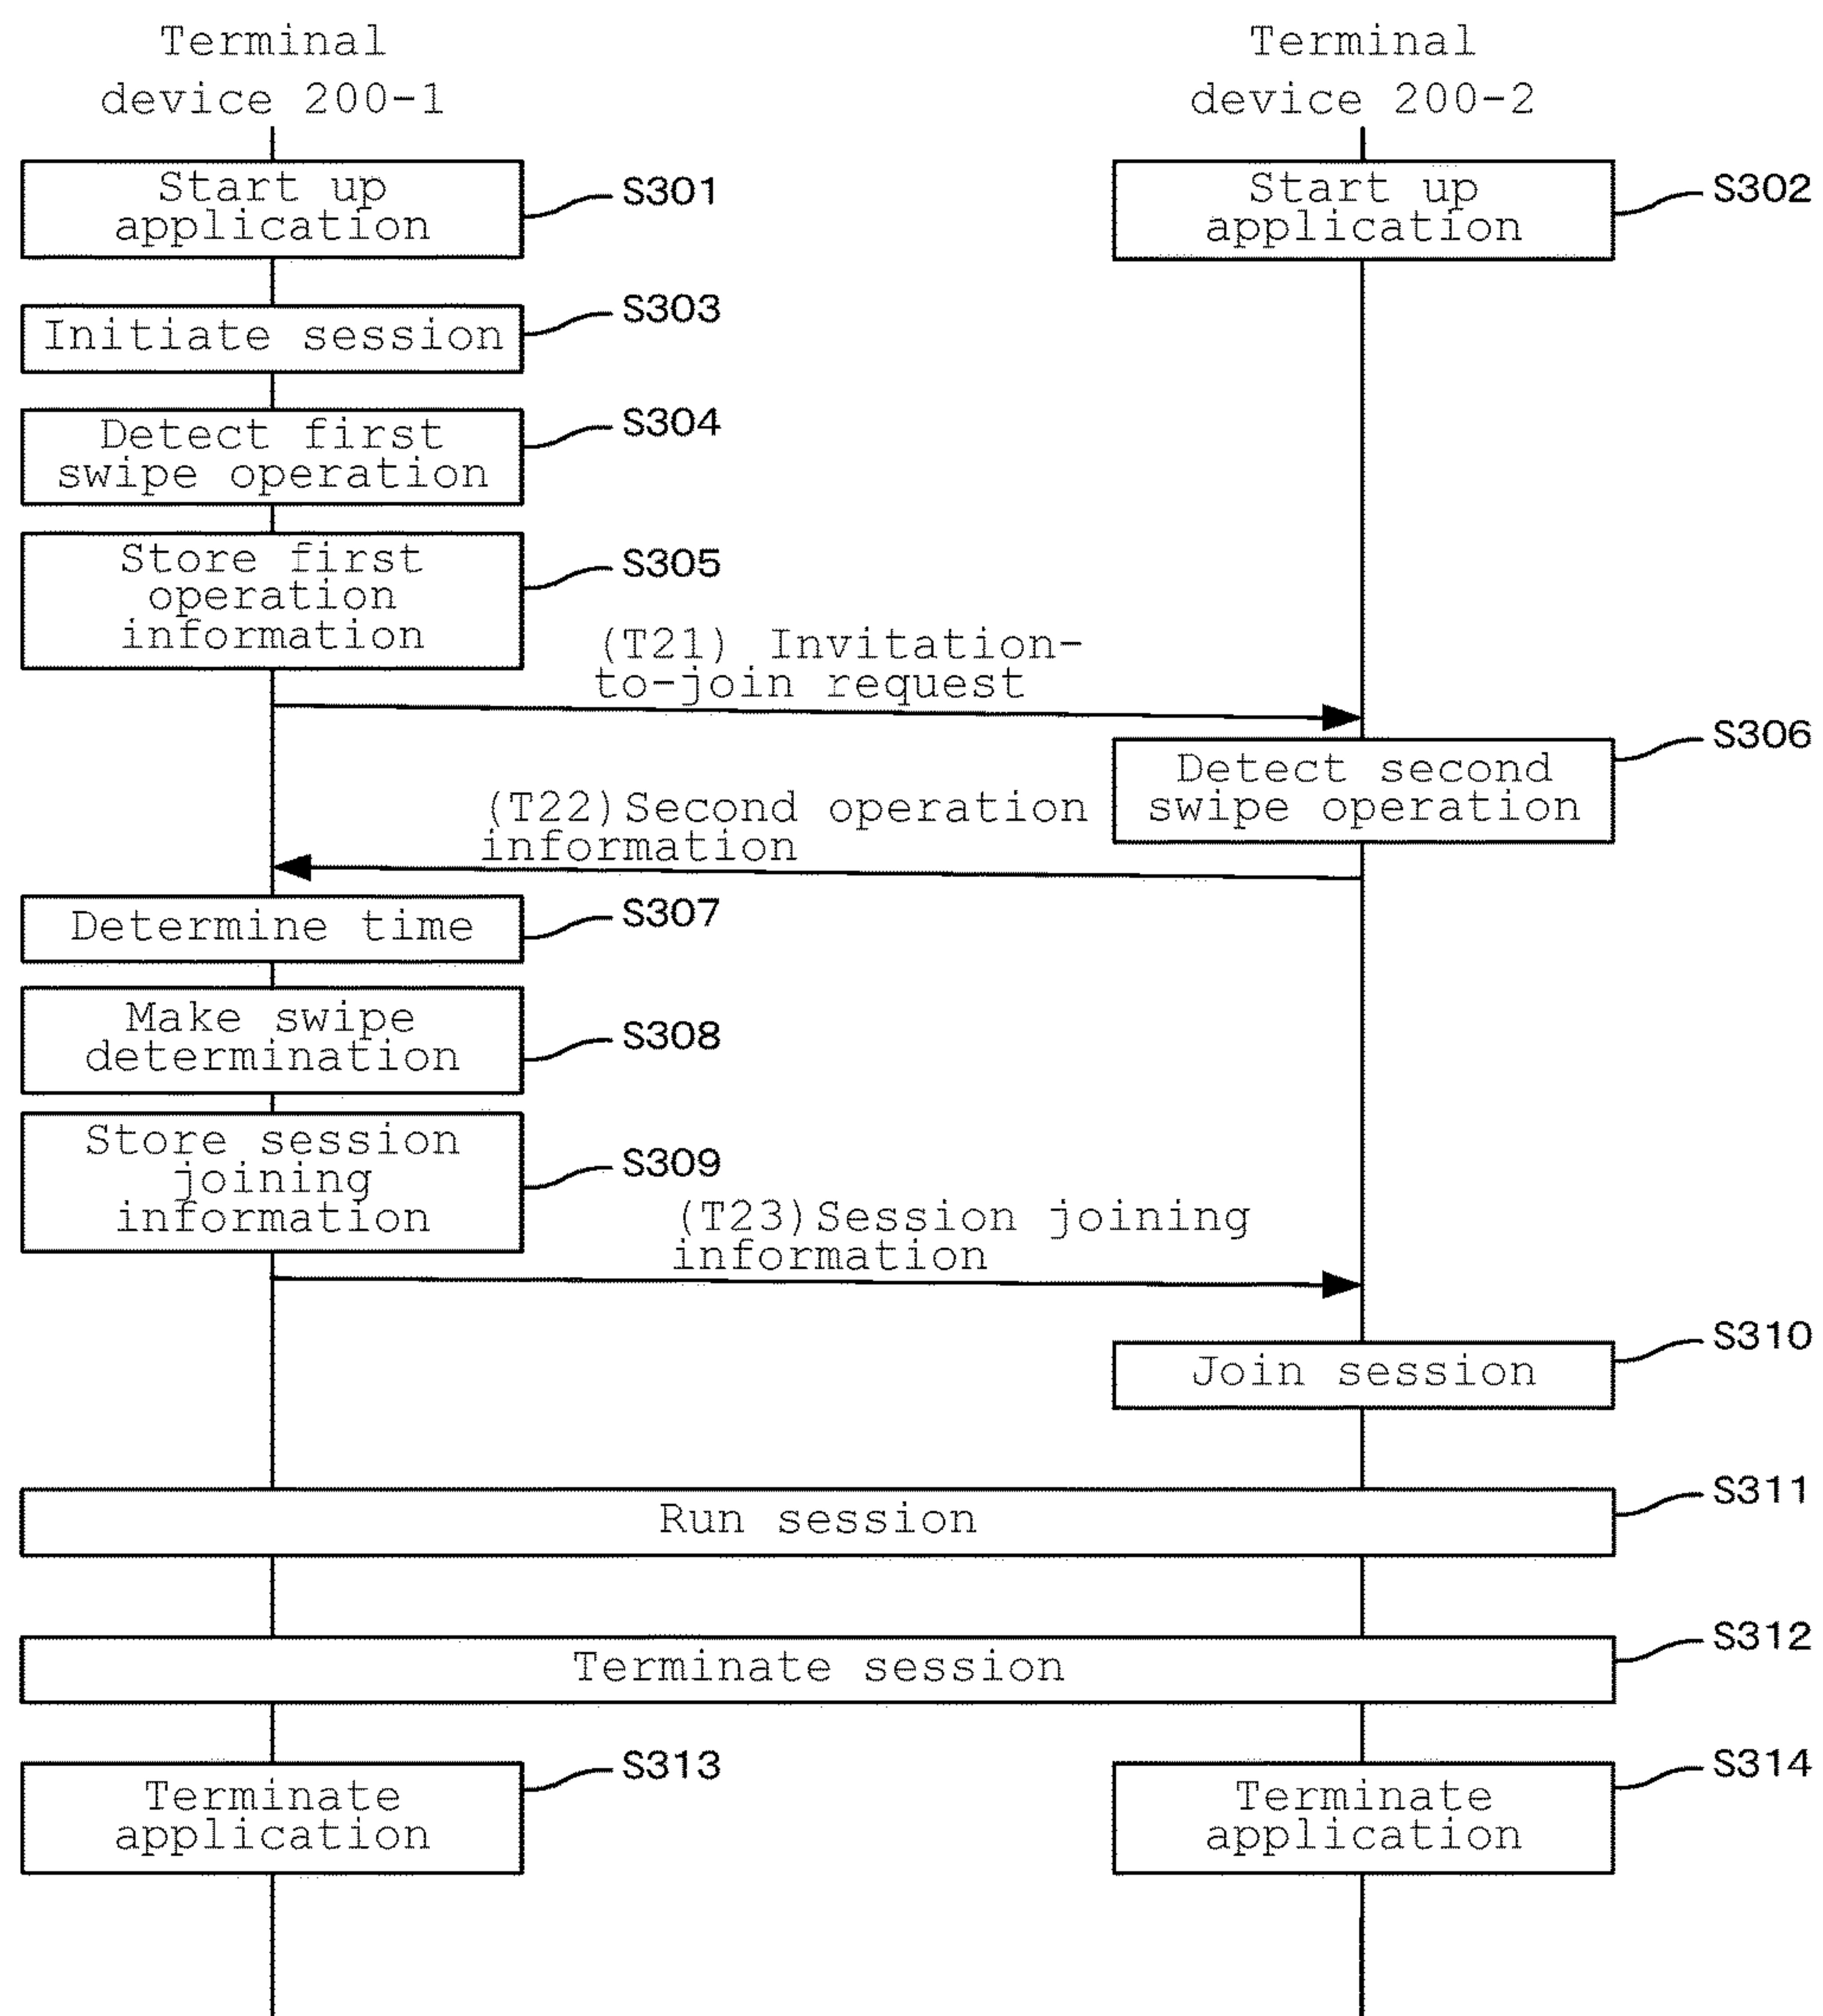 Terminal
device 200-1
Terminal
device 200-2
Start up
application
S301
Start up
application
S302
Initiate session
S303
Detect first
swipe operation
S304
Store first
operation
information
S305
(T21) Invitation-
to-join request
Detect second
swipe operation
S306
(T22)Second operation
information
Determine time
S307
Make swipe
determination
S308
Store session
joining
information
S309
(T23)Session joining
information
Join session
S310
Run session
S311
Terminate session
S312
Terminate
application
S313
Terminate
application
S314